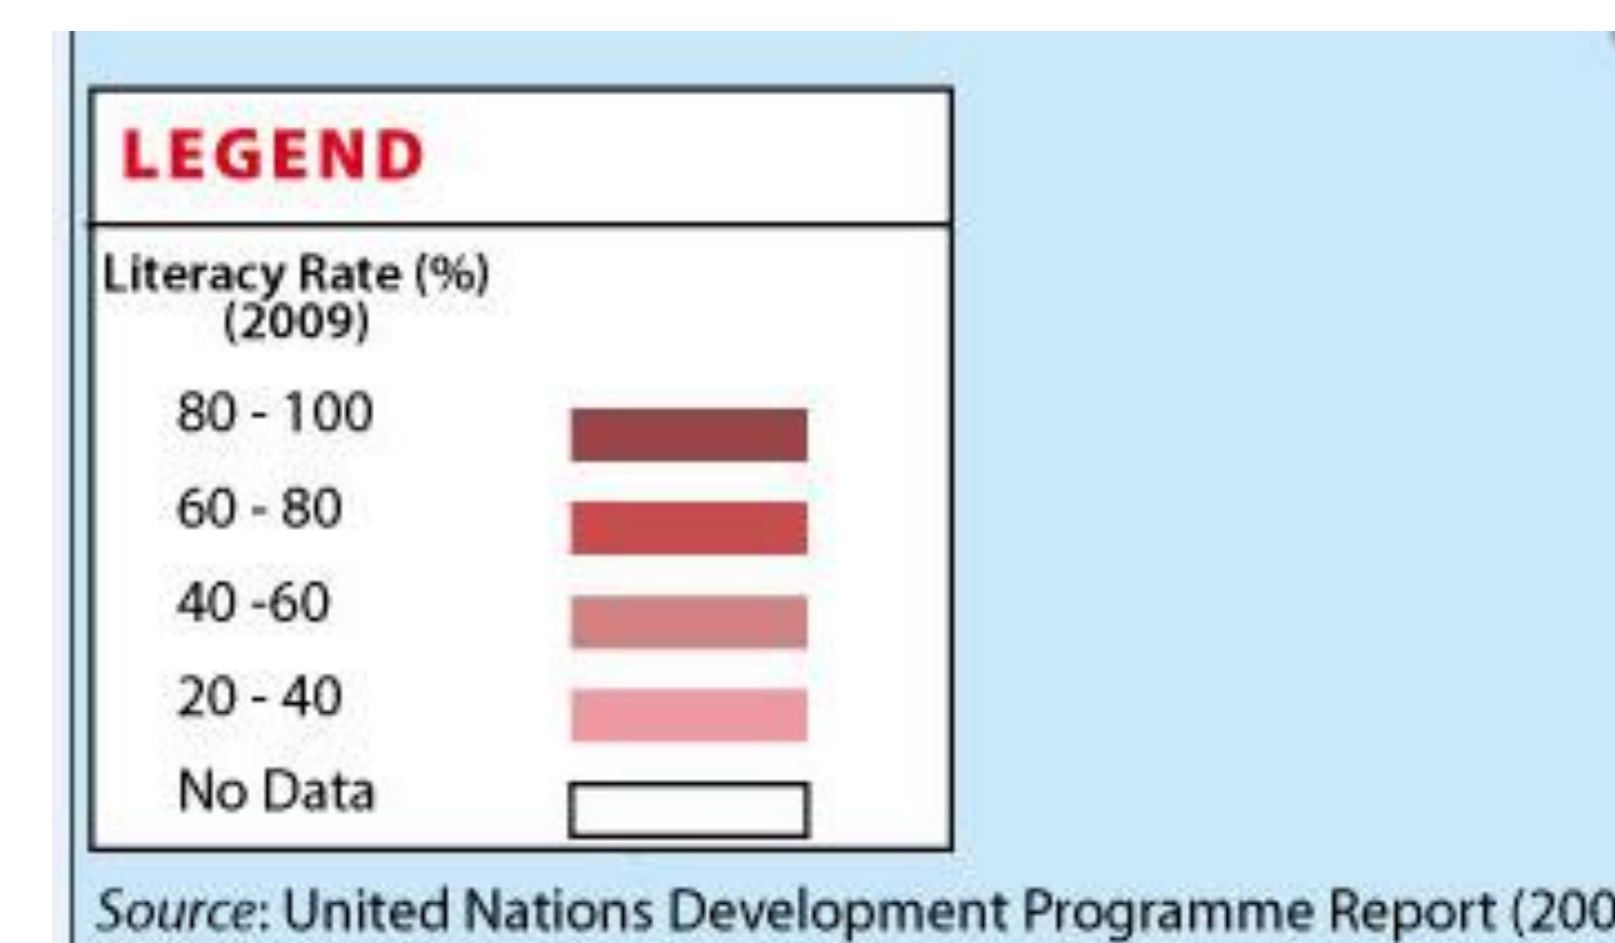 LEGEND
Literacy Rate (%)
(2009)
80 - 100
60 - 80
40 -60
20 - 40
No Data
Source: United Nations Development Programme Report (200